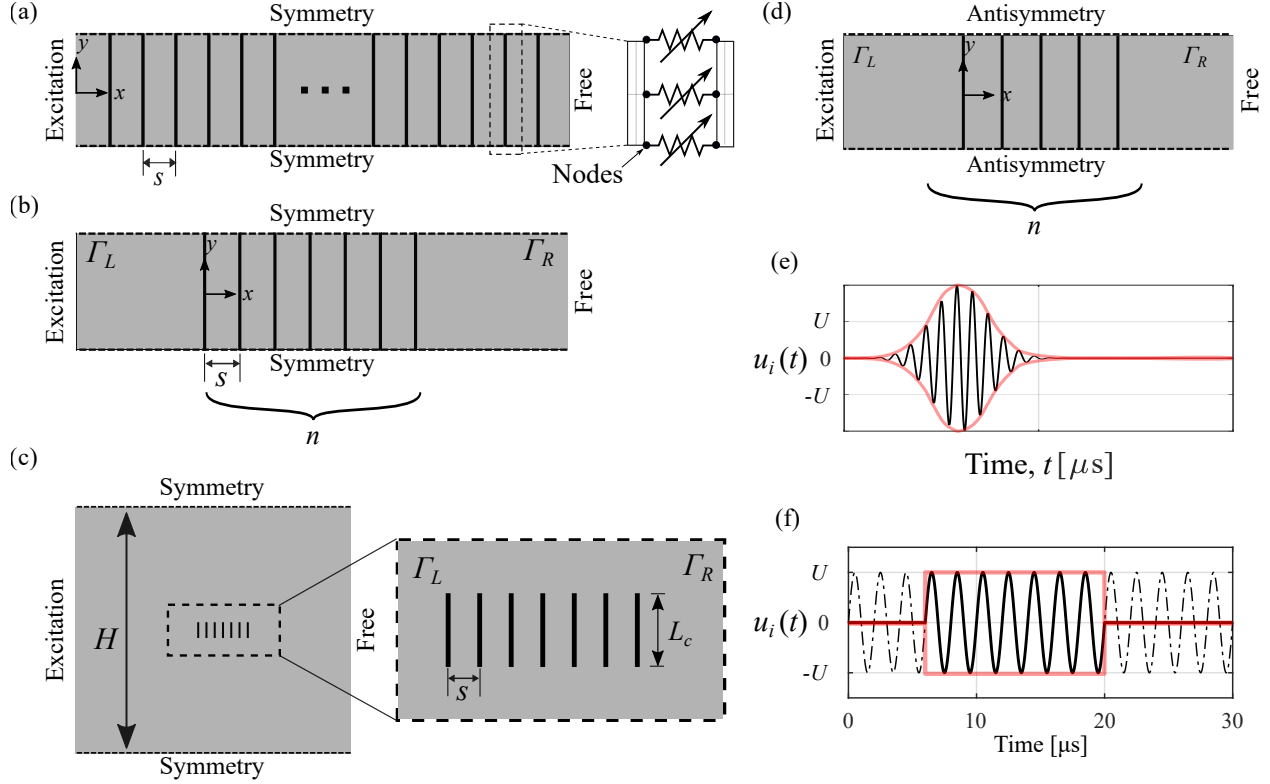 (a)
Symmetry
Excitation
y
x
s
Symmetry
Free
Nodes
(b)
Symmetry
Excitation
Γ_L
y
x
Γ_R
Free
s
Symmetry
n
(c)
Symmetry
Excitation
H
Free
Symmetry
Γ_L
Γ_R
L_c
s
(d)
Antisymmetry
Excitation
Γ_L
y
x
Γ_R
Free
Antisymmetry
n
(e)
U
u_i(t) 0
-U
Time, t [μs]
(f)
U
u_i(t) 0
-U
0 10 20 30
Time [μs]